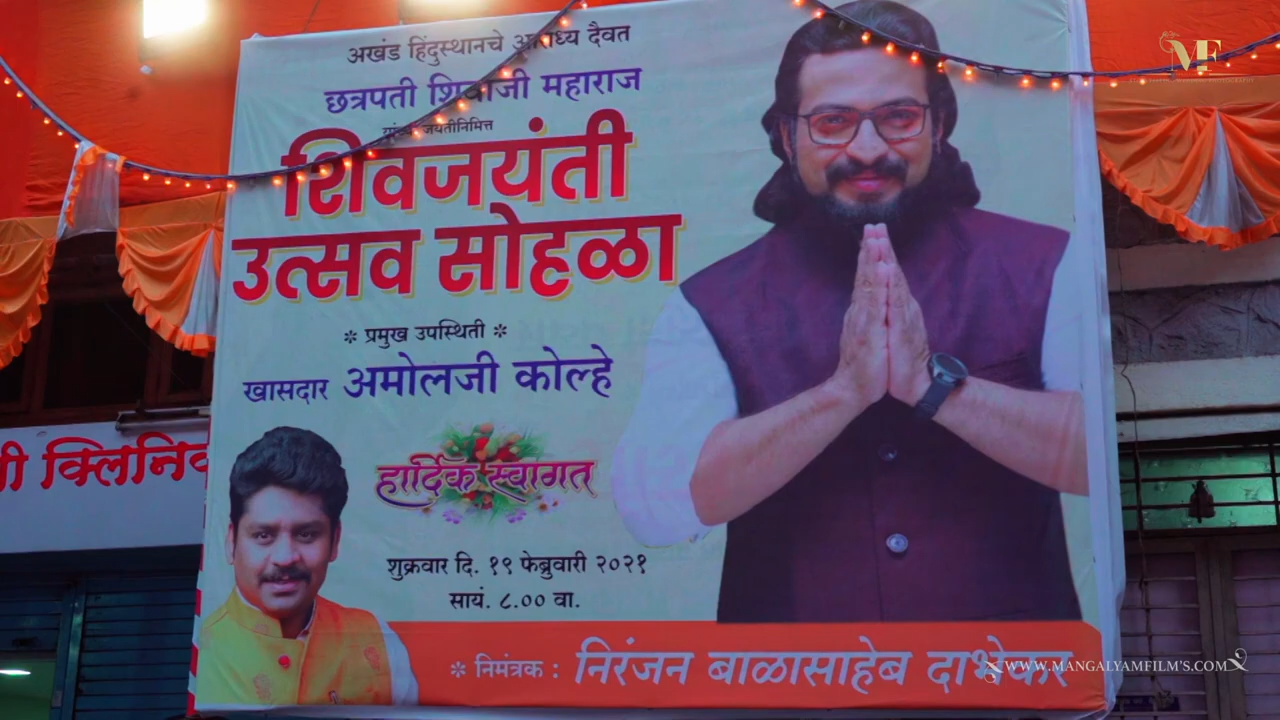 अखंड हिंदुस्थानचे आराध्य दैवत
छत्रपती शिवाजी महाराज
यांच्या जयंतीनिमित्त
शिवजयंती
उत्सव सोहळा
* प्रमुख उपस्थिती *
खासदार अमोलजी कोल्हे
हार्दिक स्वागत
शुक्रवार दि. १९ फेब्रुवारी २०२१
सायं. ८.०० वा.
* निमंत्रक : निरंजन बाळासाहेब दाभेकर
WWW.MANGALYAMFILM'S.COM
MF